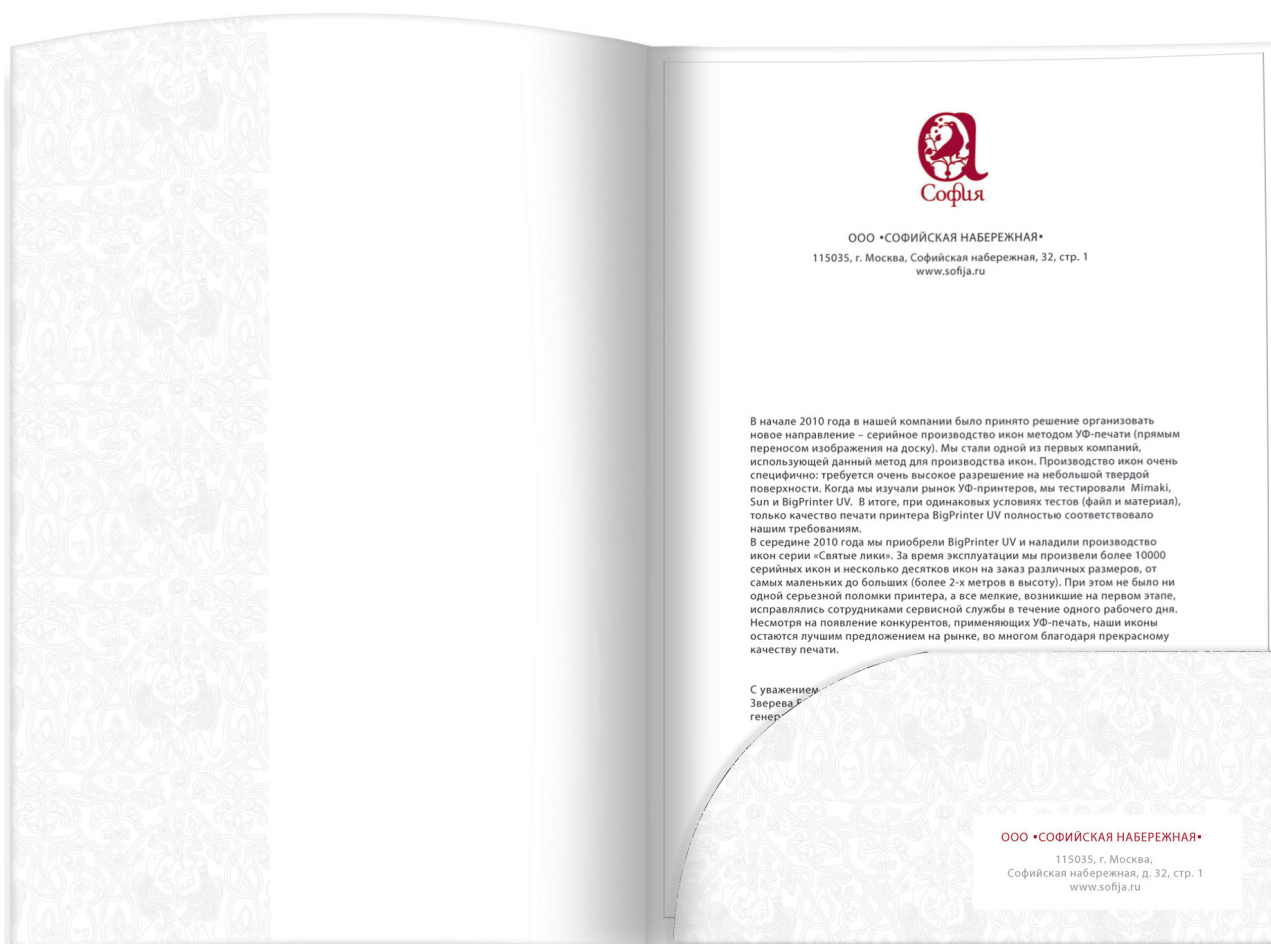 София
ООО •СОФИЙСКАЯ НАБЕРЕЖНАЯ•
115035, г. Москва, Софийская набережная, 32, стр. 1
www.sofija.ru
В начале 2010 года в нашей компании было принято решение организовать
новое направление – серийное производство икон методом УФ-печати (прямым
переносом изображения на доску). Мы стали одной из первых компаний,
использующей данный метод для производства икон. Производство икон очень
специфично: требуется очень высокое разрешение на небольшой твердой
поверхности. Когда мы изучали рынок УФ-принтеров, мы тестировали Mimaki,
Sun и BigPrinter UV. В итоге, при одинаковых условиях тестов (файл и материал),
только качество печати принтера BigPrinter UV полностью соответствовало
нашим требованиям.
В середине 2010 года мы приобрели BigPrinter UV и наладили производство
икон серии «Святые лики». За время эксплуатации мы произвели более 10000
серийных икон и несколько десятков икон на заказ различных размеров, от
самых маленьких до больших (более 2-х метров в высоту). При этом не было ни
одной серьезной поломки принтера, а все мелкие, возникшие на первом этапе,
исправлялись сотрудниками сервисной службы в течение одного рабочего дня.
Несмотря на появление конкурентов, применяющих УФ-печать, наши иконы
остаются лучшим предложением на рынке, во многом благодаря прекрасному
качеству печати.
С уважением
Зверева
ООО •СОФИЙСКАЯ НАБЕРЕЖНАЯ•
115035, г. Москва,
Софийская набережная, д. 32, стр. 1
www.sofija.ru